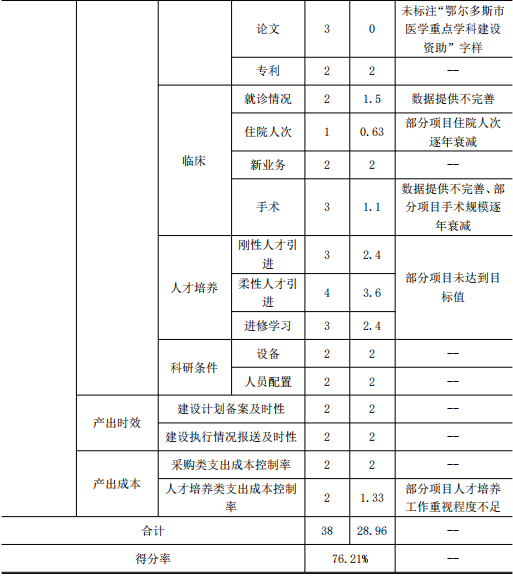 未标注“鄂尔多斯市
论文 3 0 医学重点学科建设
资助”字样
专利 2 2 --
就诊情况 2 1.5 数据提供不完善
住院人次 1 0.63 部分项目住院人次
逐年衰减
临床
新业务 2 2 --
手术 3 1.1 数据提供不完善、部
分项目手术规模逐
年衰减
刚性人才引
进 3 2.4
人才培养 柔性人才引
进 4 3.6 部分项目未达到目
标值
进修学习 3 2.4
科研条件 设备 2 2 --
人员配置 2 2 --
产出时效 建设计划备案及时性 2 2 --
建设执行情况报送及时性 2 2 --
产出成本 采购类支出成本控制率 2 2 --
人才培养类支出成本控制
率 2 1.33 部分项目人才培养
工作重视程度不足
合计 38 28.96 --
得分率 76.21% --